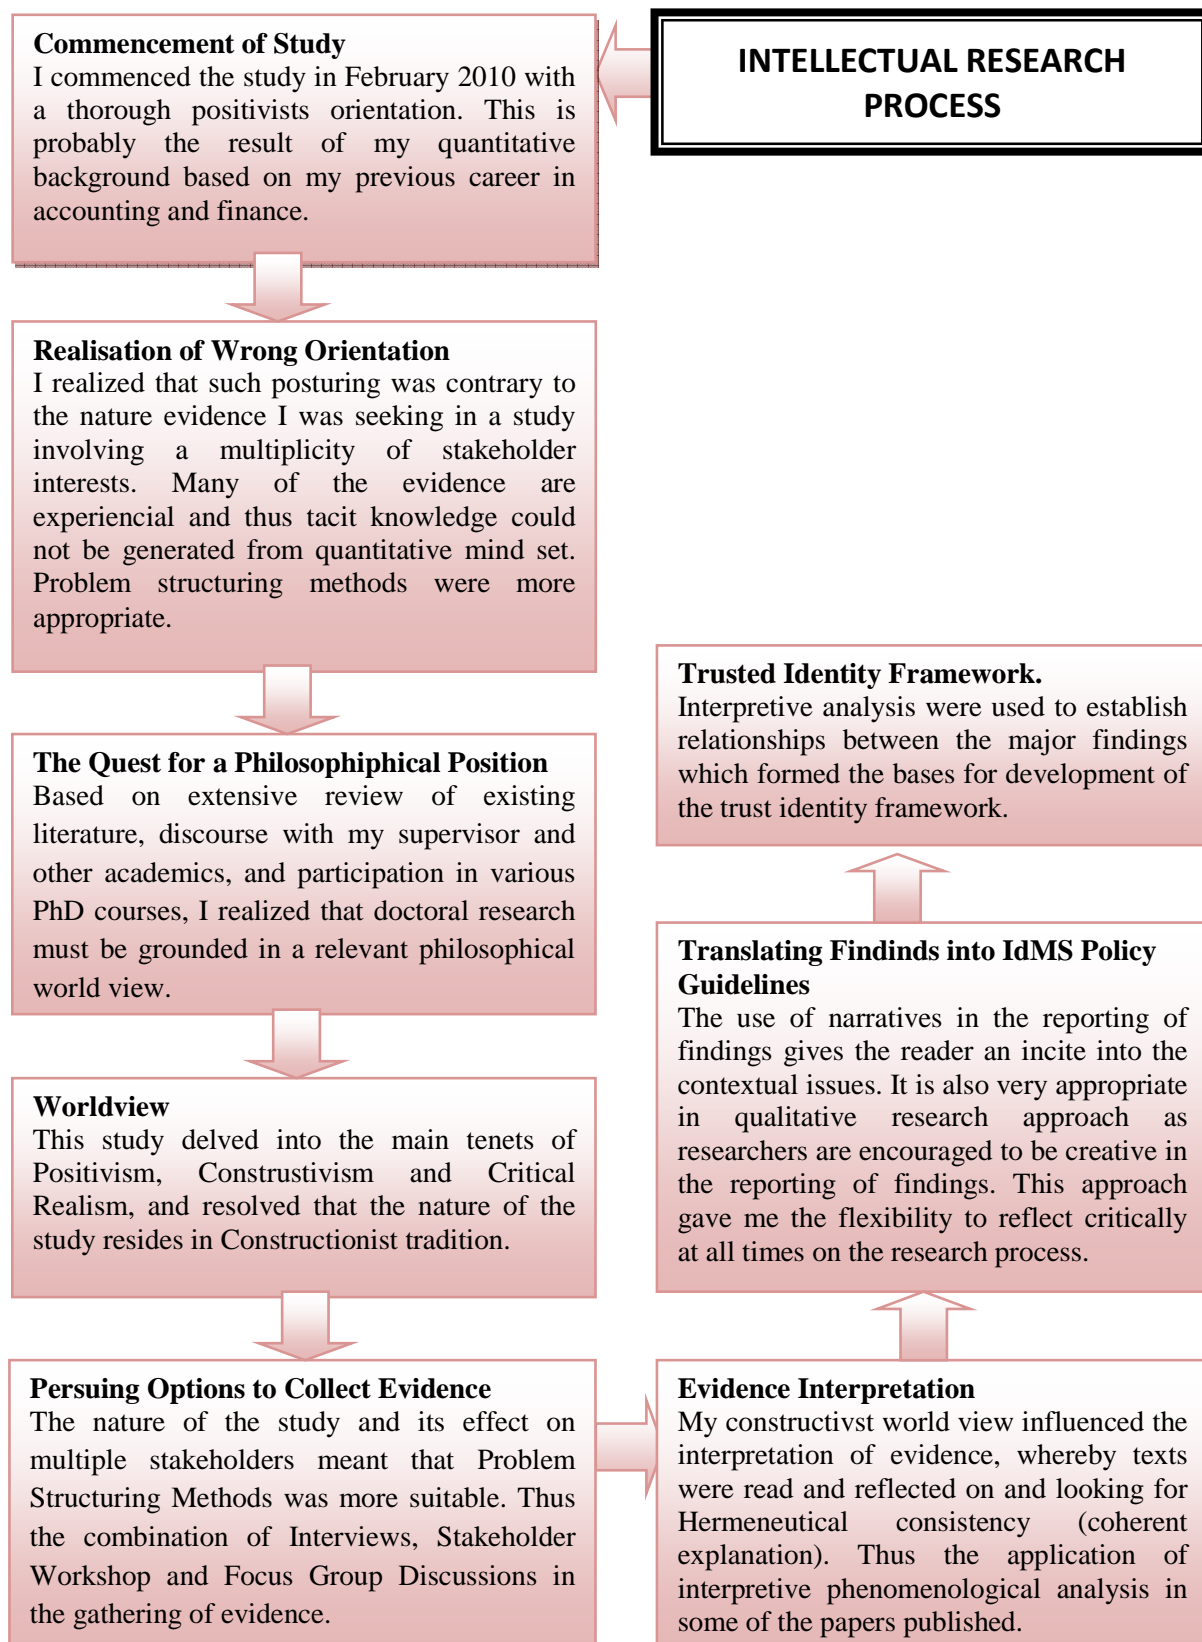 INTELLECTUAL RESEARCH
PROCESS
Commencement of Study
I commenced the study in February 2010 with
a thorough positivists orientation. This is
probably the result of my quantitative
background based on my previous career in
accounting and finance.
Realisation of Wrong Orientation
I realized that such posturing was contrary to
the nature evidence I was seeking in a study
involving a multiplicity of stakeholder
interests. Many of the evidence are
experiencial and thus tacit knowledge could
not be generated from quantitative mind set.
Problem structuring methods were more
appropriate.
The Quest for a Philosophiphical Position
Based on extensive review of existing
literature, discourse with my supervisor and
other academics, and participation in various
PhD courses, I realized that doctoral research
must be grounded in a relevant philosophical
world view.
Worldview
This study delved into the main tenets of
Positivism, Construstivism and Critical
Realism, and resolved that the nature of the
study resides in Constructionist tradition.
Persuing Options to Collect Evidence
The nature of the study and its effect on
multiple stakeholders meant that Problem
Structuring Methods was more suitable. Thus
the combination of Interviews, Stakeholder
Workshop and Focus Group Discussions in
the gathering of evidence.
Evidence Interpretation
My constructivst world view influenced the
interpretation of evidence, whereby texts
were read and reflected on and looking for
Hermeneutical consistency (coherent
explanation). Thus the application of
interpretive phenomenological analysis in
some of the papers published.
Translating Findinds into IdMS Policy
Guidelines
The use of narratives in the reporting of
findings gives the reader an incite into the
contextual issues. It is also very appropriate
in qualitative research approach as
researchers are encouraged to be creative in
the reporting of findings. This approach
gave me the flexibility to reflect critically
at all times on the research process.
Trusted Identity Framework.
Interpretive analysis were used to establish
relationships between the major findings
which formed the bases for development of
the trust identity framework.